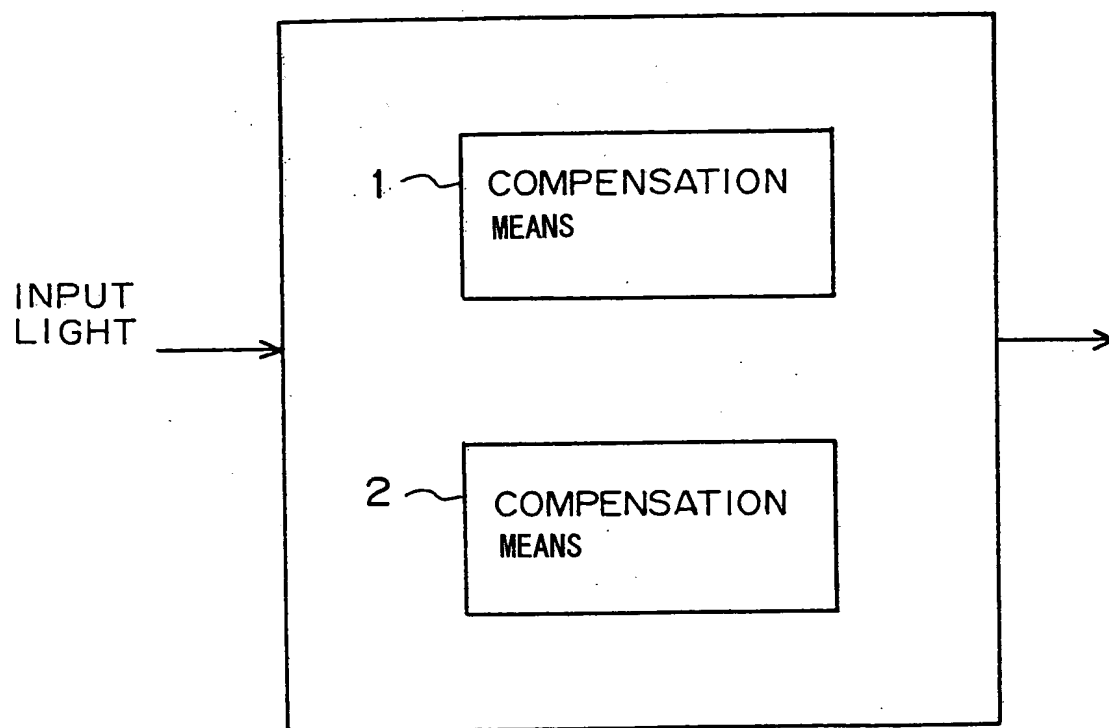 1 COMPENSATION
MEANS
INPUT
LIGHT
2 COMPENSATION
MEANS